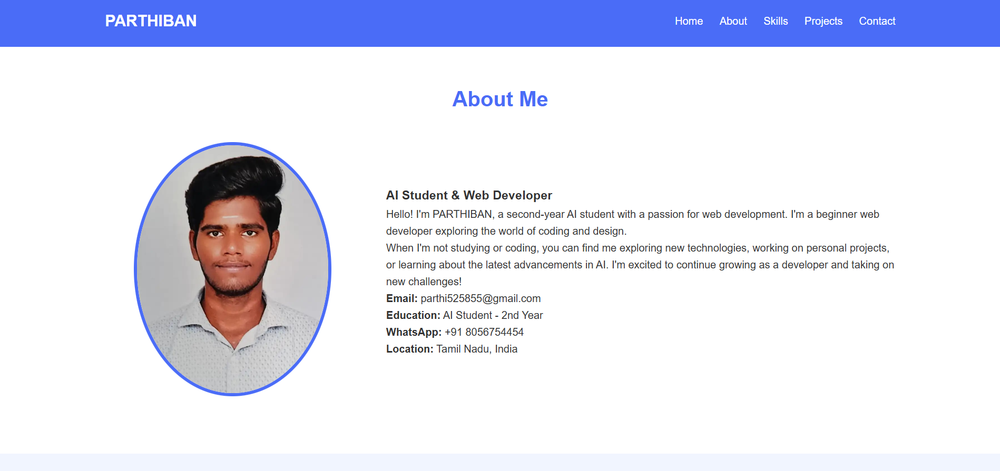 PARTHIBAN
Home About Skills Projects Contact
About Me
AI Student & Web Developer
Hello! I'm PARTHIBAN, a second-year AI student with a passion for web development. I'm a beginner web
developer exploring the world of coding and design.
When I'm not studying or coding, you can find me exploring new technologies, working on personal projects,
or learning about the latest advancements in AI. I'm excited to continue growing as a developer and taking on
new challenges!
Email: parthi525855@gmail.com
Education: AI Student - 2nd Year
WhatsApp: +91 8056754454
Location: Tamil Nadu, India